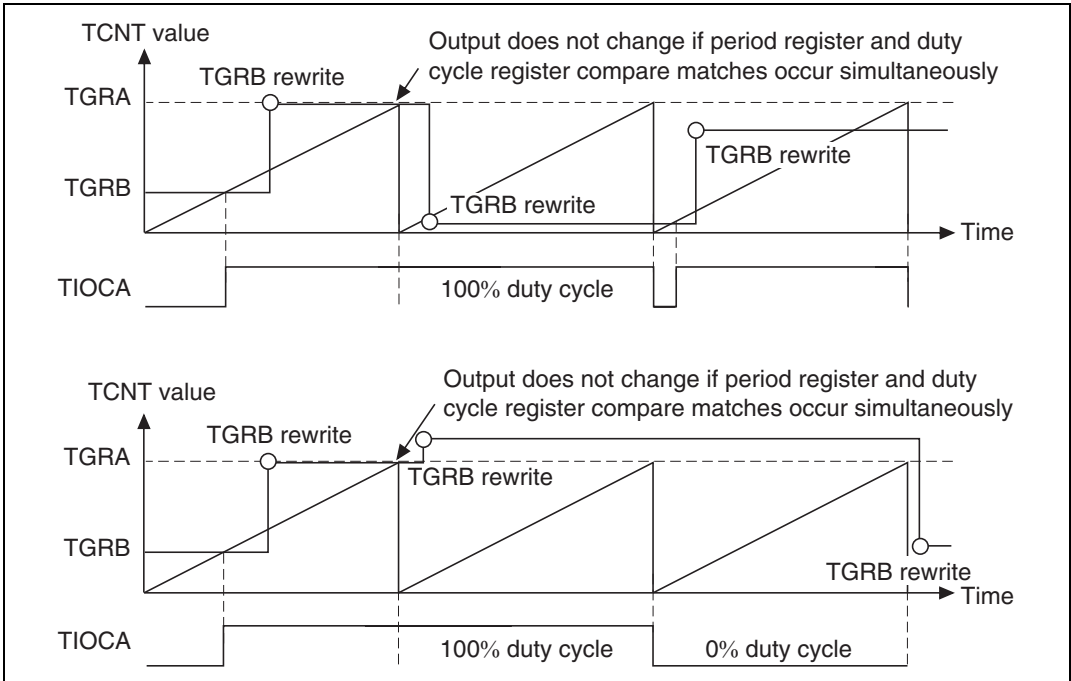 TCNT value
Output does not change if period register and duty
cycle register compare matches occur simultaneously
TGRB rewrite
TGRA
TGRB rewrite
TGRB
TGRB rewrite
Time
TIOCA
100% duty cycle
Output does not change if period register and duty
cycle register compare matches occur simultaneously
TCNT value
TGRB rewrite
TGRA
TGRB rewrite
TGRB
TGRB rewrite
Time
TIOCA
100% duty cycle
0% duty cycle